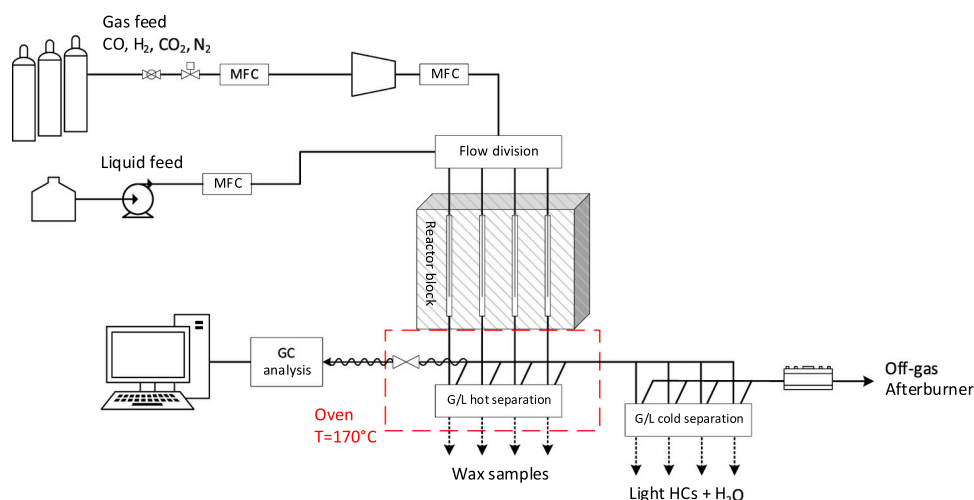 Gas feed
CO, H₂, CO₂, N₂
MFC
MFC
Flow division
Liquid feed
MFC
Reactor block
GC
analysis
G/L hot separation
Oven
T=170°C
Wax samples
Off-gas
Afterburner
G/L cold separation
Light HCs + H₂O